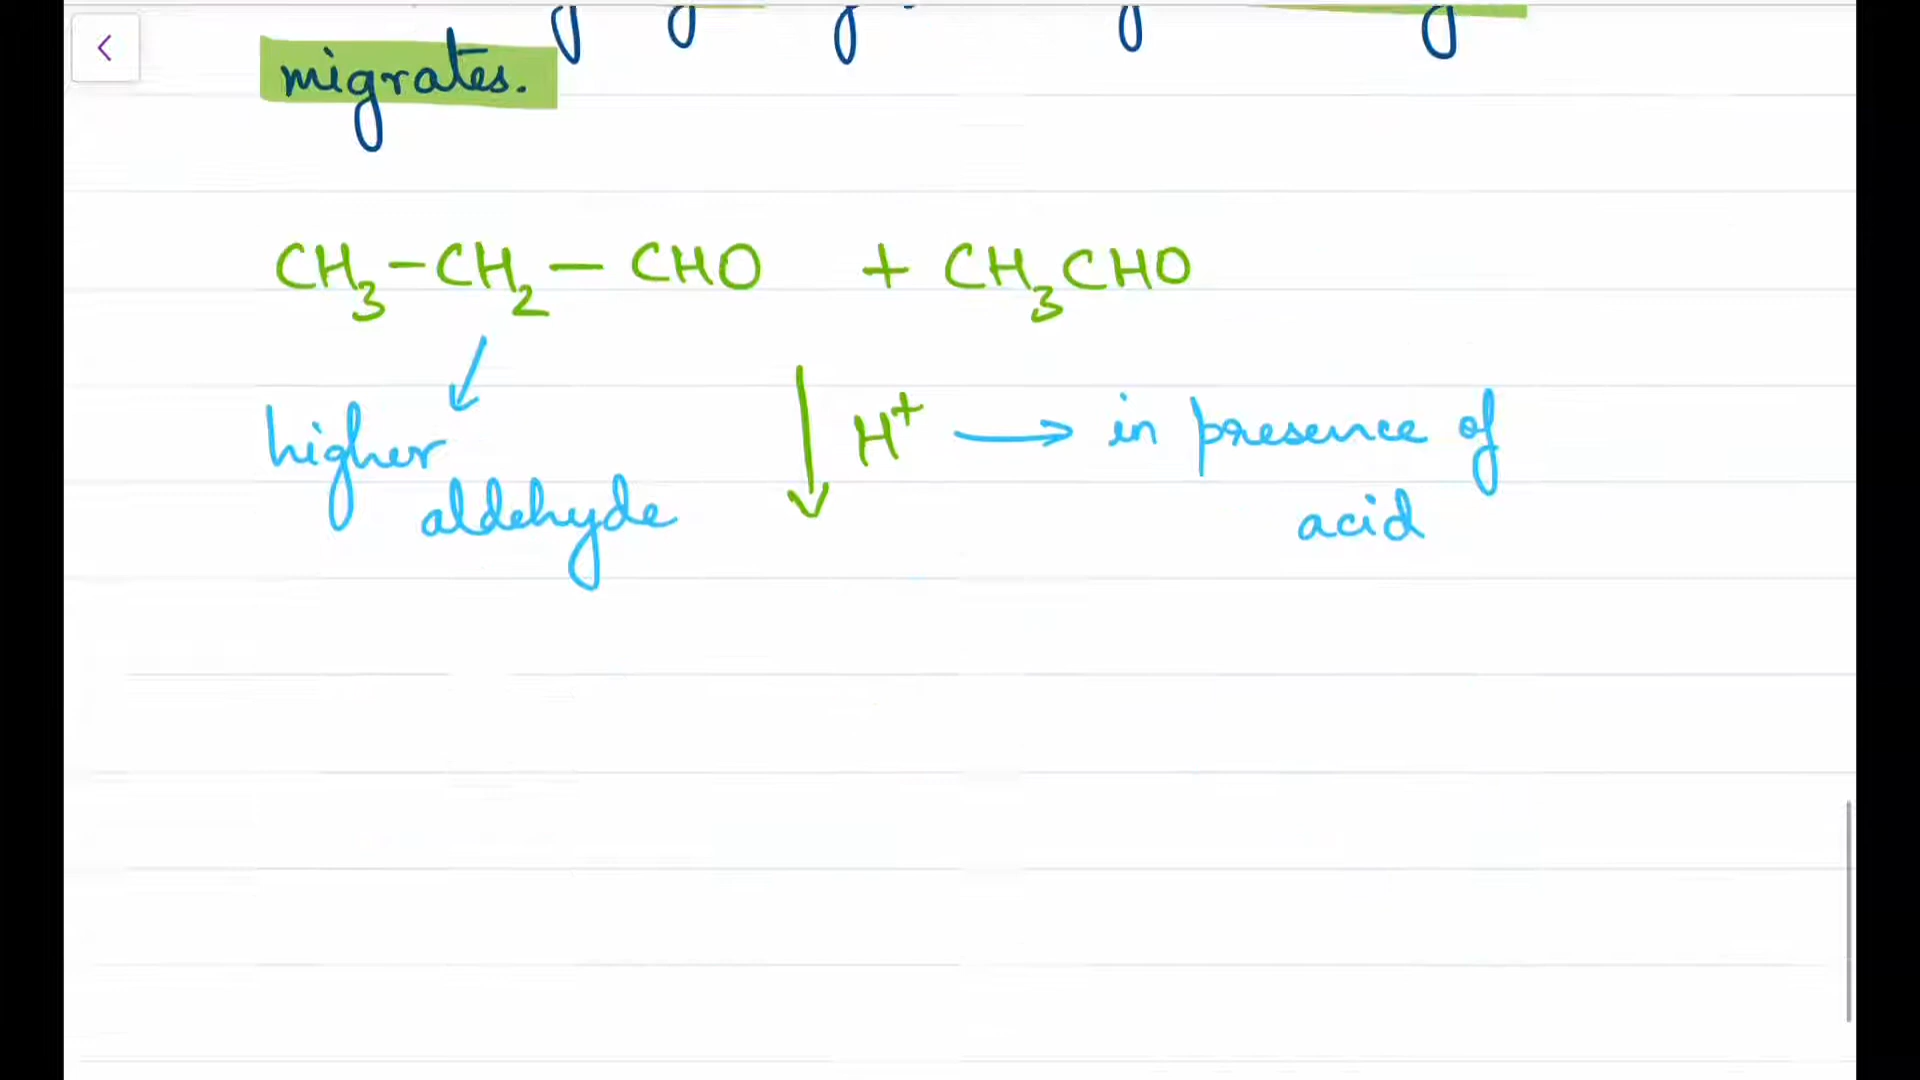 migrates.
CH₃-CH₂-CHO + CH₃CHO
higher H⁺ → in presence of
aldehyde acid